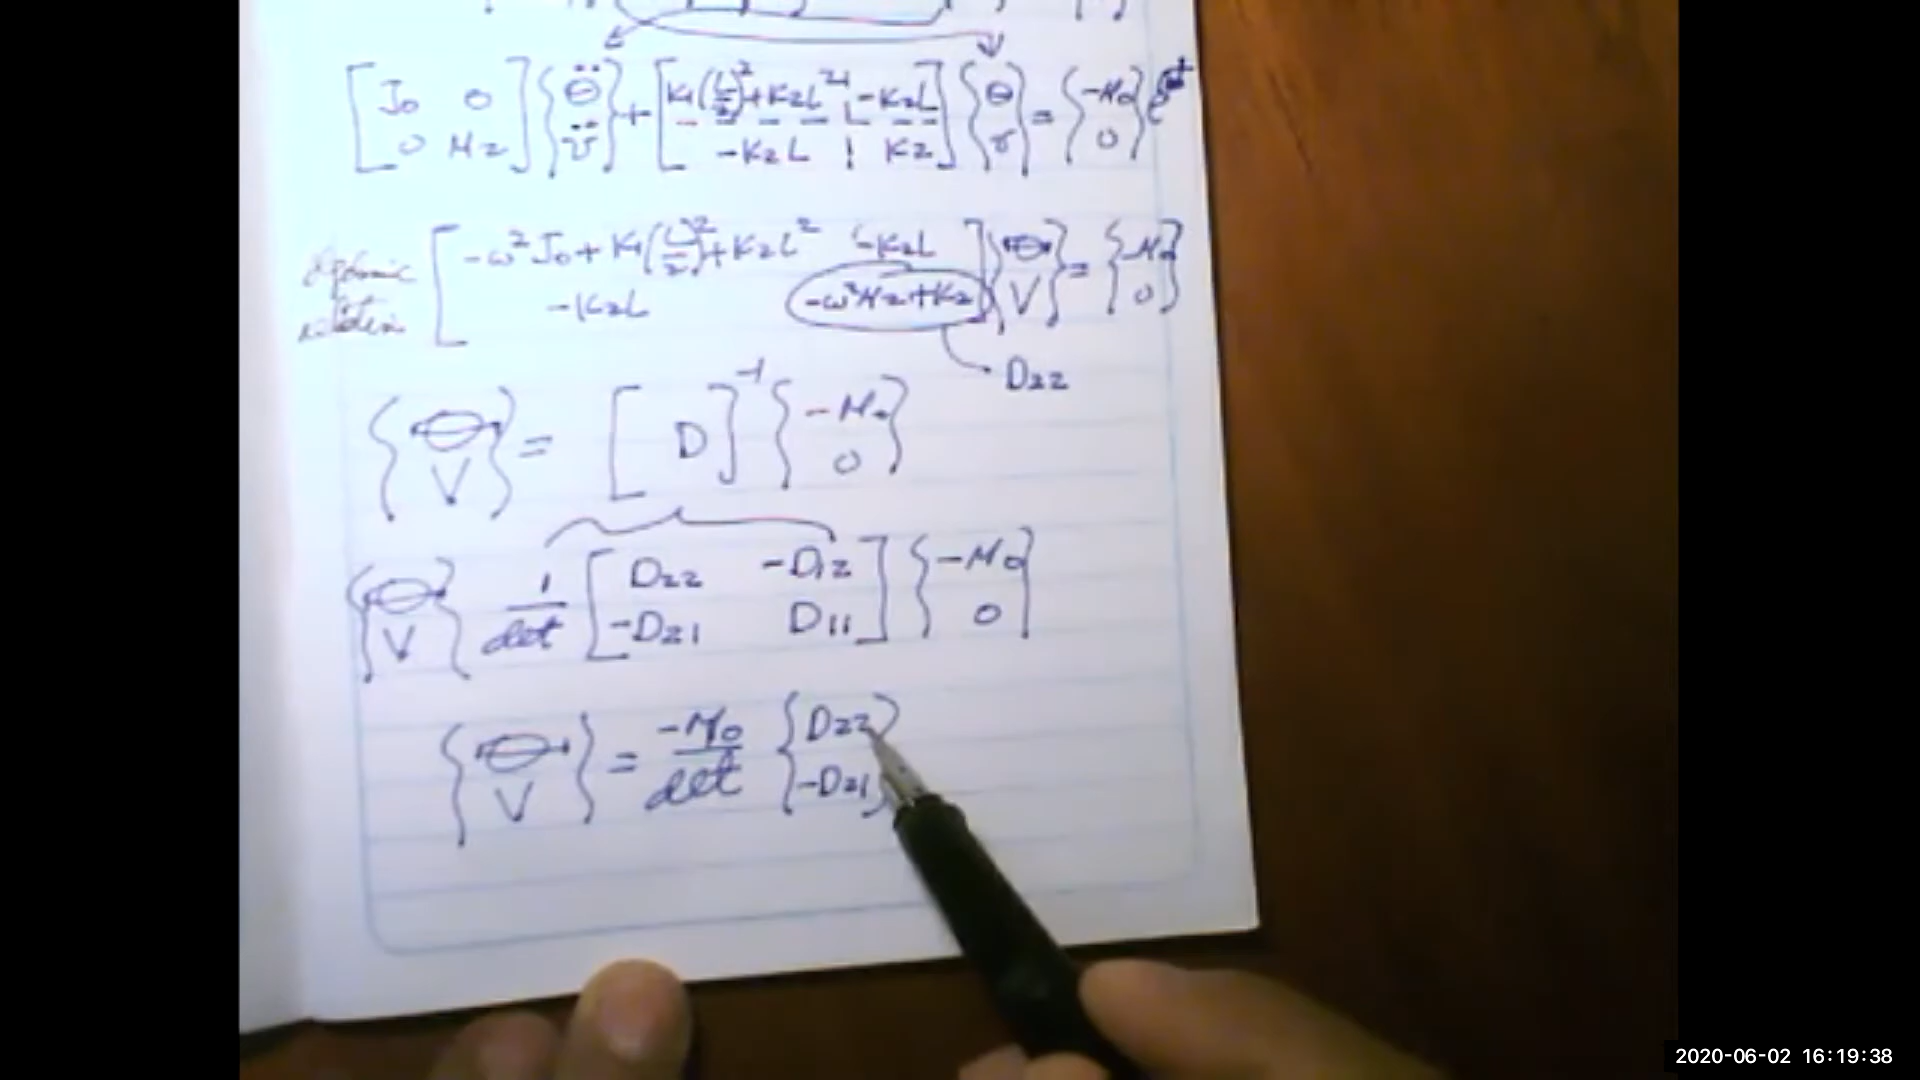 [J₀ 0] {θ̈} + [K₁(L/2)²+K₂L² -K₂L] {θ} = {-M₀} e
[0 M₂] {v̈} [-K₂L K₂] {v} {0}
[-ω²J₀+K₁(L/2)²+K₂L² -K₂L] {Θ} = {-M₀}
[-K₂L -ω²M₂+K₂] {V} {0}
D₂₂
{Θ} = [D]⁻¹ {-M₀}
{V} {0}
{Θ} 1/det [D₂₂ -D₁₂] {-M₀}
{V} [-D₂₁ D₁₁] {0}
{Θ} = -M₀/det {D₂₂}
{V} {-D₂₁}
2020-06-02 16:19:38